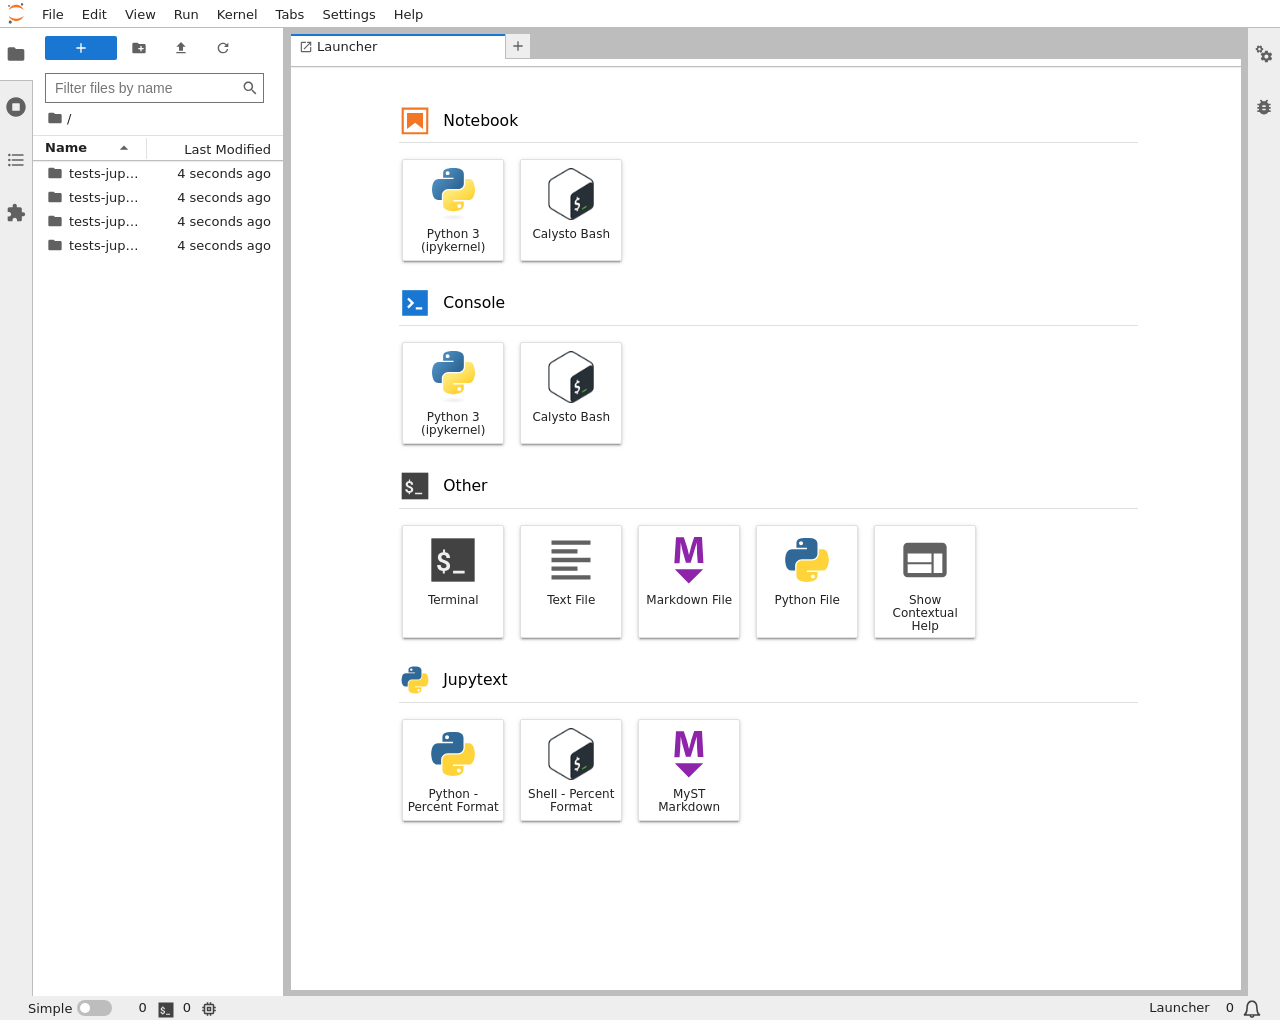 File Edit View Run Kernel Tabs Settings Help
Launcher
Filter files by name
/
Name Last Modified
tests-jup… 4 seconds ago
tests-jup… 4 seconds ago
tests-jup… 4 seconds ago
tests-jup… 4 seconds ago
Notebook
Python 3
(ipykernel)
Calysto Bash
Console
Python 3
(ipykernel)
Calysto Bash
$_ Other
$_
Terminal
Text File
M
Markdown File
Python File
Show
Contextual
Help
Jupytext
Python -
Percent Format
Shell - Percent
Format
M
MyST
Markdown
Simple 0 $_ 0 Launcher 0